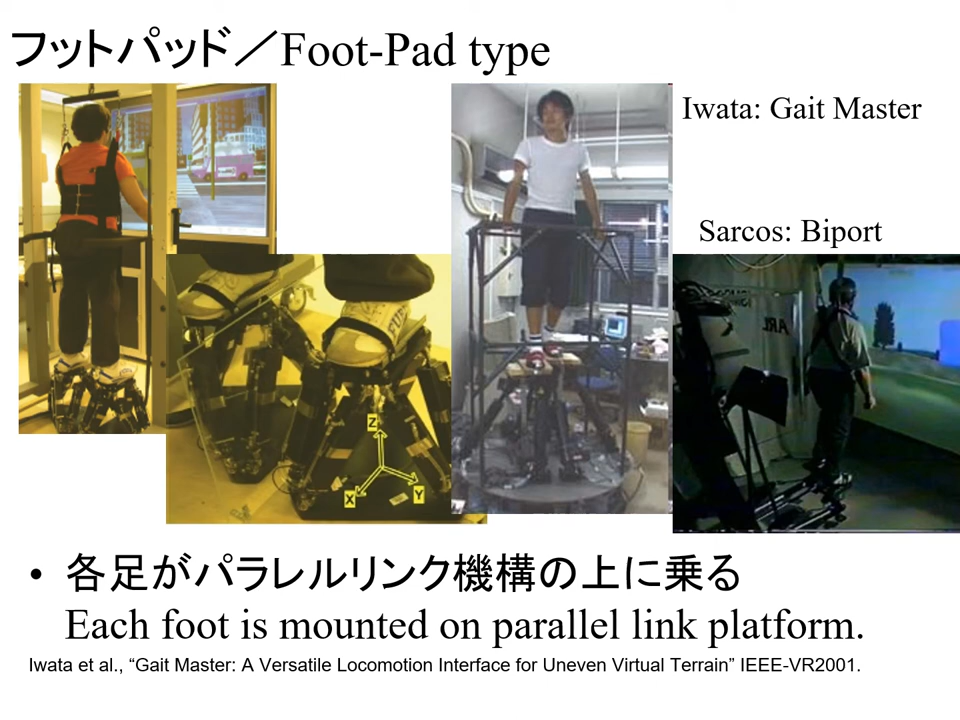 フットパッド／Foot-Pad type
Iwata: Gait Master
Sarcos: Biport
Z
X
Y
• 各足がパラレルリンク機構の上に乗る
Each foot is mounted on parallel link platform.
Iwata et al., “Gait Master: A Versatile Locomotion Interface for Uneven Virtual Terrain” IEEE-VR2001.